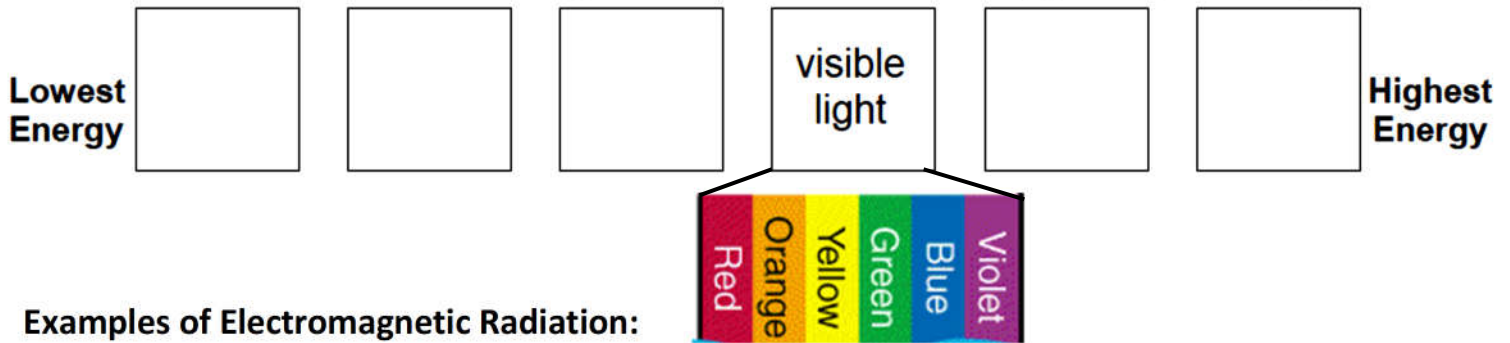 Lowest
Energy
visible
light
Highest
Energy
Red
Orange
Yellow
Green
Blue
Violet
Examples of Electromagnetic Radiation: